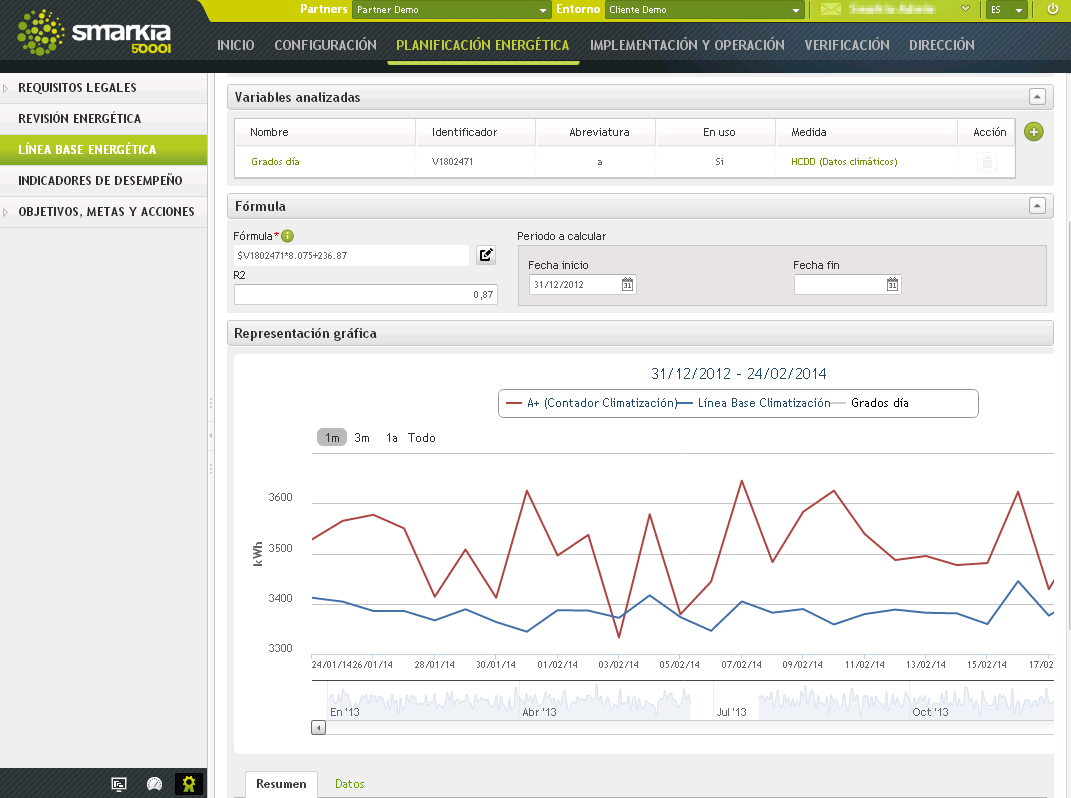 Partners Partner Demo Entorno Cliente Demo ES
smarkia
50001
INICIO CONFIGURACIÓN PLANIFICACIÓN ENERGÉTICA IMPLEMENTACIÓN Y OPERACIÓN VERIFICACIÓN DIRECCIÓN
REQUISITOS LEGALES
REVISIÓN ENERGÉTICA
LÍNEA BASE ENERGÉTICA
INDICADORES DE DESEMPEÑO
OBJETIVOS, METAS Y ACCIONES
Variables analizadas
Nombre Identificador Abreviatura En uso Medida Acción
Grados día V1802471 a Si HCDD (Datos climáticos)
Fórmula
Fórmula*
$V1802471*8.075+236.87
R2
0,87
Periodo a calcular
Fecha inicio Fecha fin
31/12/2012
Representación gráfica
31/12/2012 - 24/02/2014
A+ (Contador Climatización) Línea Base Climatización Grados día
1m 3m 1a Todo
kWh
3600
3500
3400
3300
24/01/14 26/01/14 28/01/14 30/01/14 01/02/14 03/02/14 05/02/14 07/02/14 09/02/14 11/02/14 13/02/14 15/02/14 17/02
En '13 Abr '13 Jul '13 Oct '13
Resumen Datos